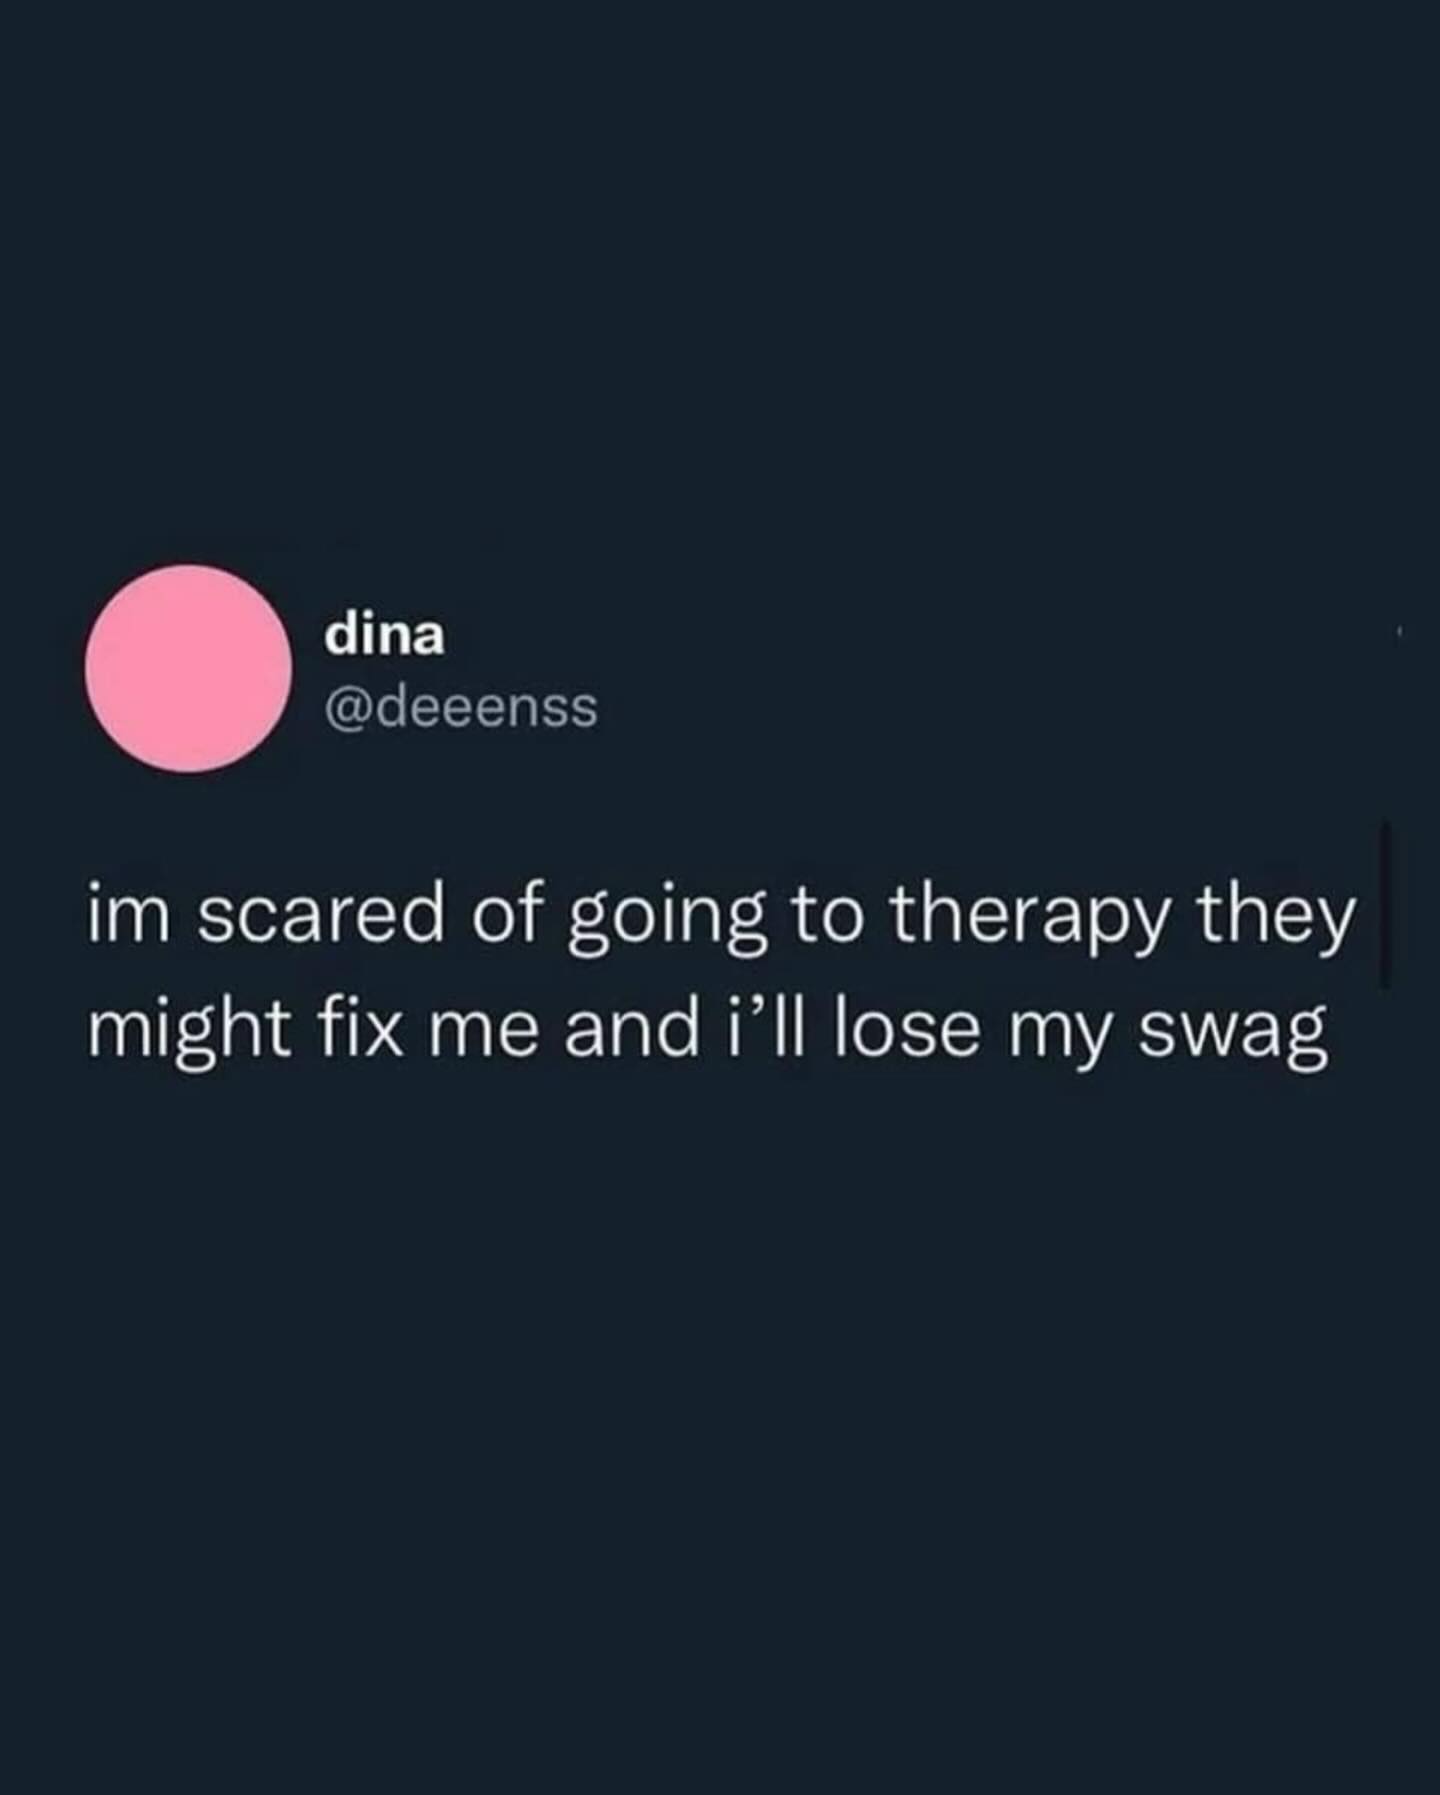 dina
@deeenss
im scared of going to therapy they
might fix me and i’ll lose my swag